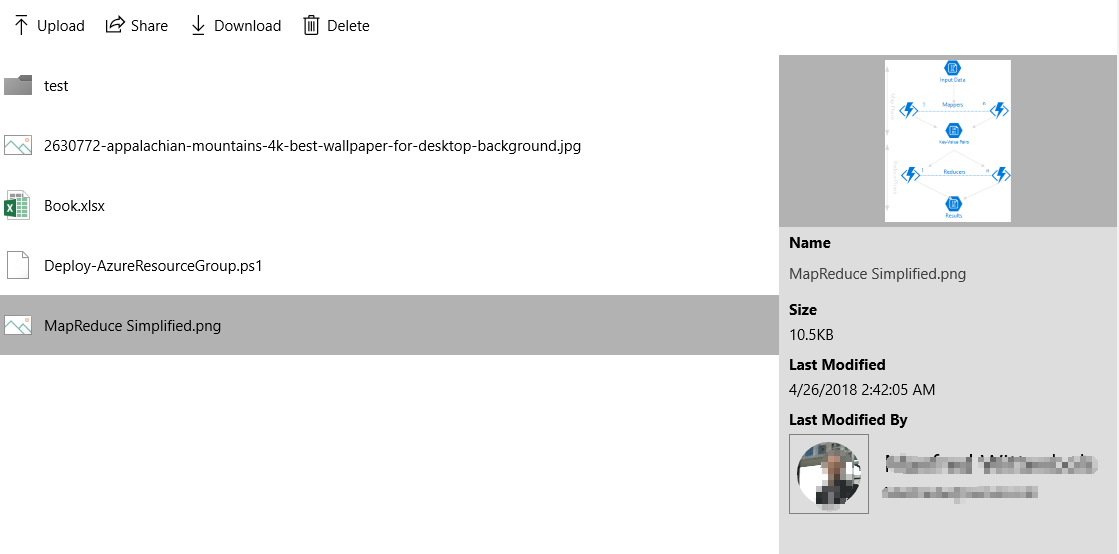 Upload Share Download Delete
test
2630772-appalachian-mountains-4k-best-wallpaper-for-desktop-background.jpg
Book.xlsx
Deploy-AzureResourceGroup.ps1
MapReduce Simplified.png
Input Data
1 Mappers n
Key-Value Pairs
1 Reducers n
Results
Name
MapReduce Simplified.png
Size
10.5KB
Last Modified
4/26/2018 2:42:05 AM
Last Modified By